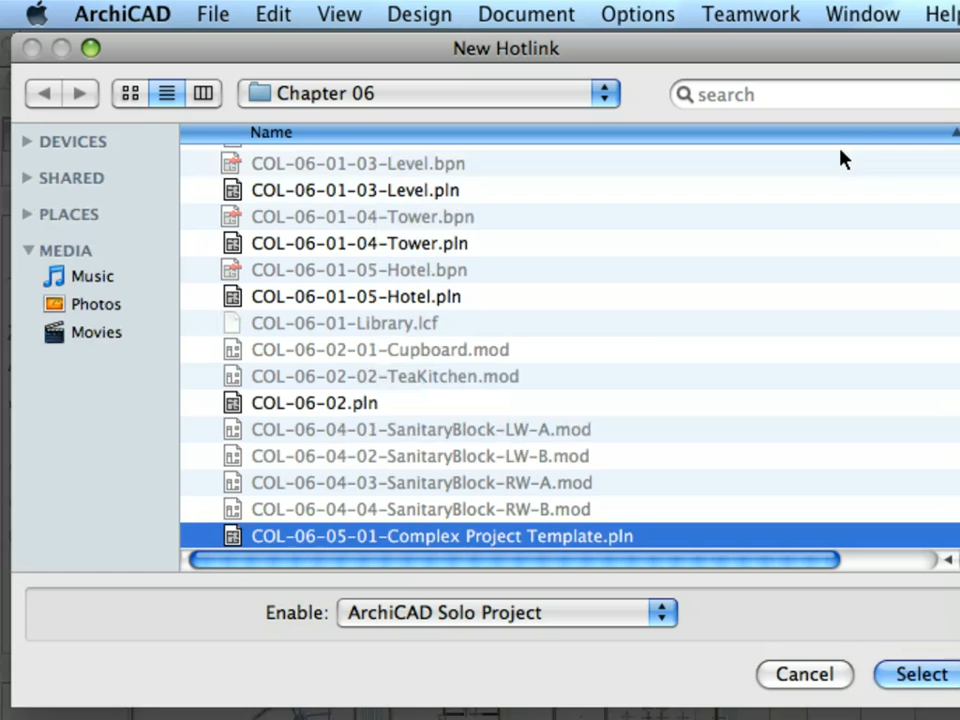 ArchiCAD File Edit View Design Document Options Teamwork Window Help
New Hotlink
Chapter 06
search
DEVICES
SHARED
PLACES
MEDIA
Music
Photos
Movies
Name
COL-06-01-03-Level.bpn
COL-06-01-03-Level.pln
COL-06-01-04-Tower.bpn
COL-06-01-04-Tower.pln
COL-06-01-05-Hotel.bpn
COL-06-01-05-Hotel.pln
COL-06-01-Library.lcf
COL-06-02-01-Cupboard.mod
COL-06-02-02-TeaKitchen.mod
COL-06-02.pln
COL-06-04-01-SanitaryBlock-LW-A.mod
COL-06-04-02-SanitaryBlock-LW-B.mod
COL-06-04-03-SanitaryBlock-RW-A.mod
COL-06-04-04-SanitaryBlock-RW-B.mod
COL-06-05-01-Complex Project Template.pln
Enable: ArchiCAD Solo Project
Cancel Select